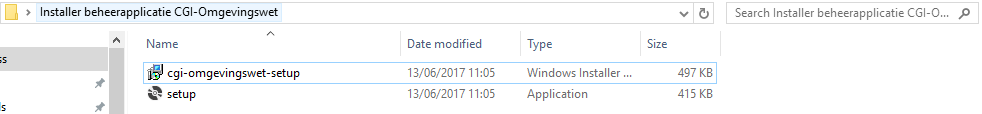 Installer beheerapplicatie CGI-Omgevingswet
Search Installer beheerapplicatie CGI-O...
Name Date modified Type Size
ss
cgi-omgevingswet-setup 13/06/2017 11:05 Windows Installer ... 497 KB
setup 13/06/2017 11:05 Application 415 KB
ls